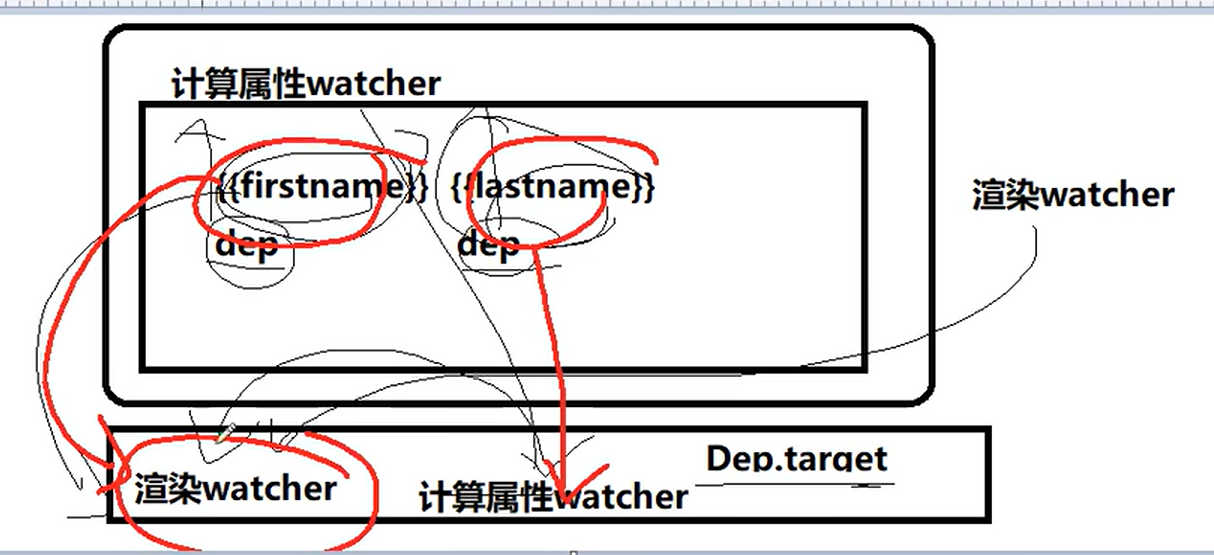 计算属性watcher
{{firstname}} {{lastname}}
dep dep
渲染watcher
Dep.target
渲染watcher 计算属性watcher